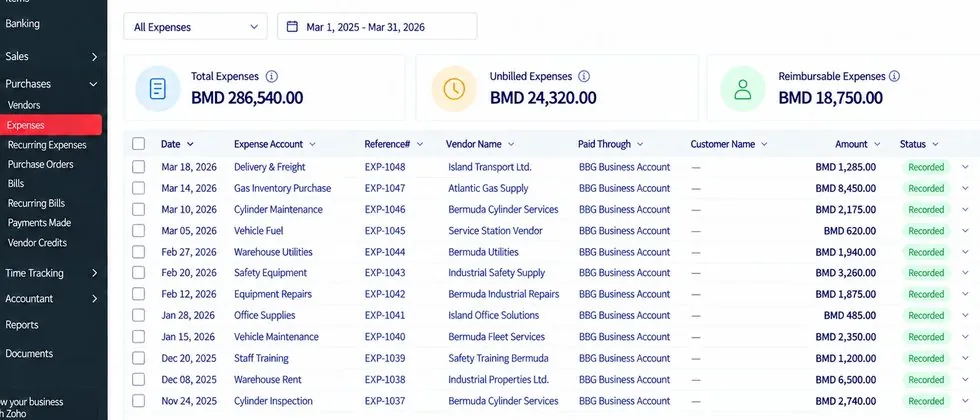 Items
Banking
Sales
Purchases
Vendors
Expenses
Recurring Expenses
Purchase Orders
Bills
Recurring Bills
Payments Made
Vendor Credits
Time Tracking
Accountant
Reports
Documents
ow your business
h Zoho
All Expenses
Mar 1, 2025 - Mar 31, 2026
Total Expenses
BMD 286,540.00
Unbilled Expenses
BMD 24,320.00
Reimbursable Expenses
BMD 18,750.00
Date Expense Account Reference# Vendor Name Paid Through Customer Name Amount Status
Mar 18, 2026 Delivery & Freight EXP-1048 Island Transport Ltd. BBG Business Account — BMD 1,285.00 Recorded
Mar 14, 2026 Gas Inventory Purchase EXP-1047 Atlantic Gas Supply BBG Business Account — BMD 8,450.00 Recorded
Mar 10, 2026 Cylinder Maintenance EXP-1046 Bermuda Cylinder Services BBG Business Account — BMD 2,175.00 Recorded
Mar 05, 2026 Vehicle Fuel EXP-1045 Service Station Vendor BBG Business Account — BMD 620.00 Recorded
Feb 27, 2026 Warehouse Utilities EXP-1044 Bermuda Utilities BBG Business Account — BMD 1,940.00 Recorded
Feb 20, 2026 Safety Equipment EXP-1043 Industrial Safety Supply BBG Business Account — BMD 3,260.00 Recorded
Feb 12, 2026 Equipment Repairs EXP-1042 Bermuda Industrial Repairs BBG Business Account — BMD 1,875.00 Recorded
Jan 28, 2026 Office Supplies EXP-1041 Island Office Solutions BBG Business Account — BMD 485.00 Recorded
Jan 15, 2026 Vehicle Maintenance EXP-1040 Bermuda Fleet Services BBG Business Account — BMD 2,350.00 Recorded
Dec 20, 2025 Staff Training EXP-1039 Safety Training Bermuda BBG Business Account — BMD 1,200.00 Recorded
Dec 08, 2025 Warehouse Rent EXP-1038 Industrial Properties Ltd. BBG Business Account — BMD 6,500.00 Recorded
Nov 24, 2025 Cylinder Inspection EXP-1037 Bermuda Cylinder Services BBG Business Account — BMD 2,740.00 Recorded